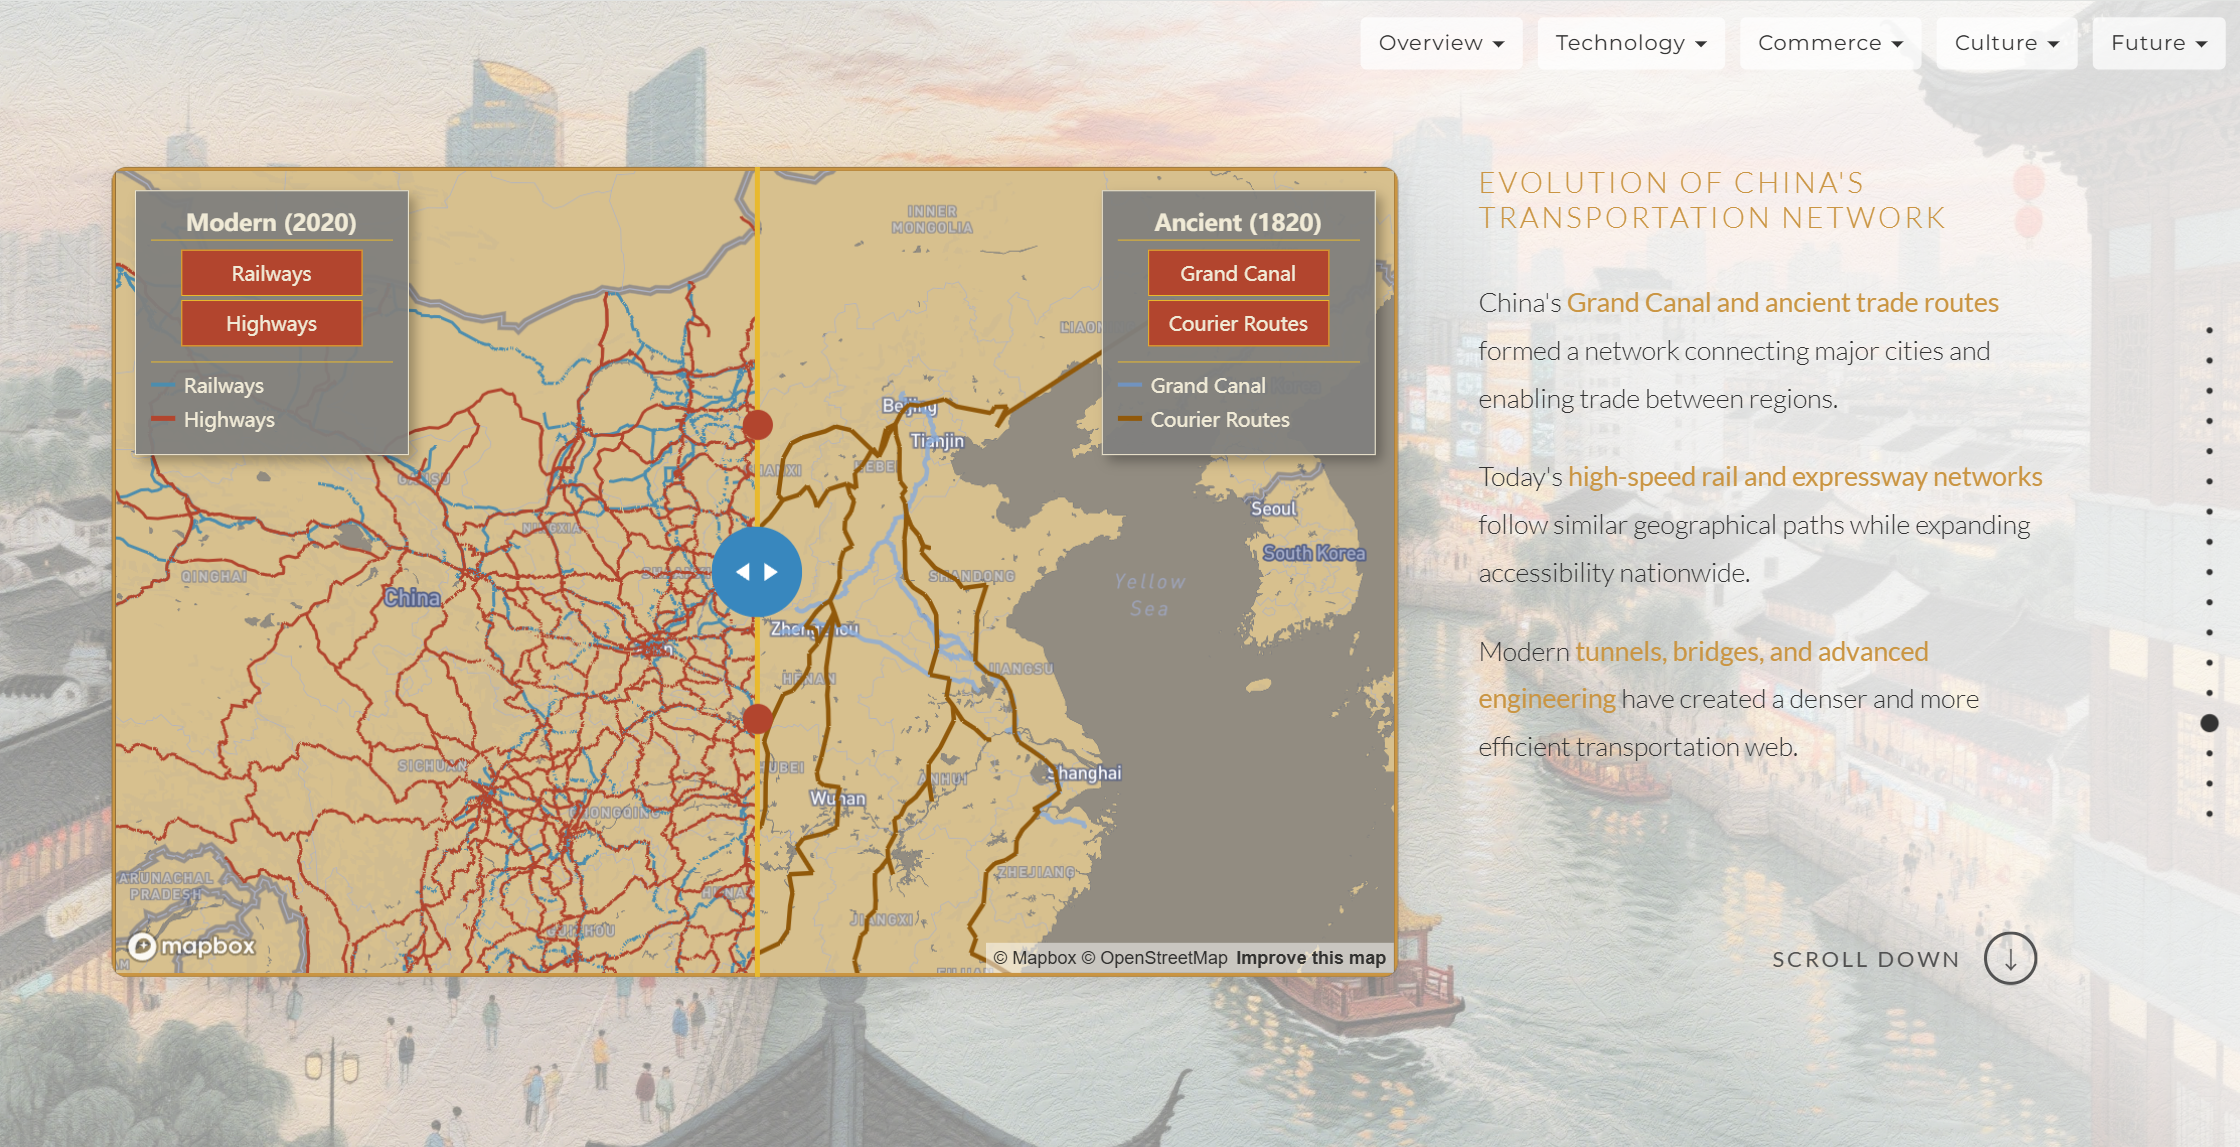 Overview
Technology
Commerce
Culture
Future
Modern (2020)
Railways
Highways
Railways
Highways
Ancient (1820)
Grand Canal
Courier Routes
Grand Canal
Courier Routes
INNER
MONGOLIA
Beijing
Tianjin
GANSU
NINGXIA
QINGHAI
China
SHANDONG
Zhengzhou
HENAN
JIANGSU
SICHUAN
CHONGQING
Wuhan
ANHUI
Shanghai
ZHEJIANG
JIANGXI
Yellow
Sea
Seoul
South Korea
ARUNACHAL
PRADESH
mapbox
© Mapbox © OpenStreetMap Improve this map
EVOLUTION OF CHINA'S
TRANSPORTATION NETWORK
China's Grand Canal and ancient trade routes
formed a network connecting major cities and
enabling trade between regions.
Today's high-speed rail and expressway networks
follow similar geographical paths while expanding
accessibility nationwide.
Modern tunnels, bridges, and advanced
engineering have created a denser and more
efficient transportation web.
SCROLL DOWN